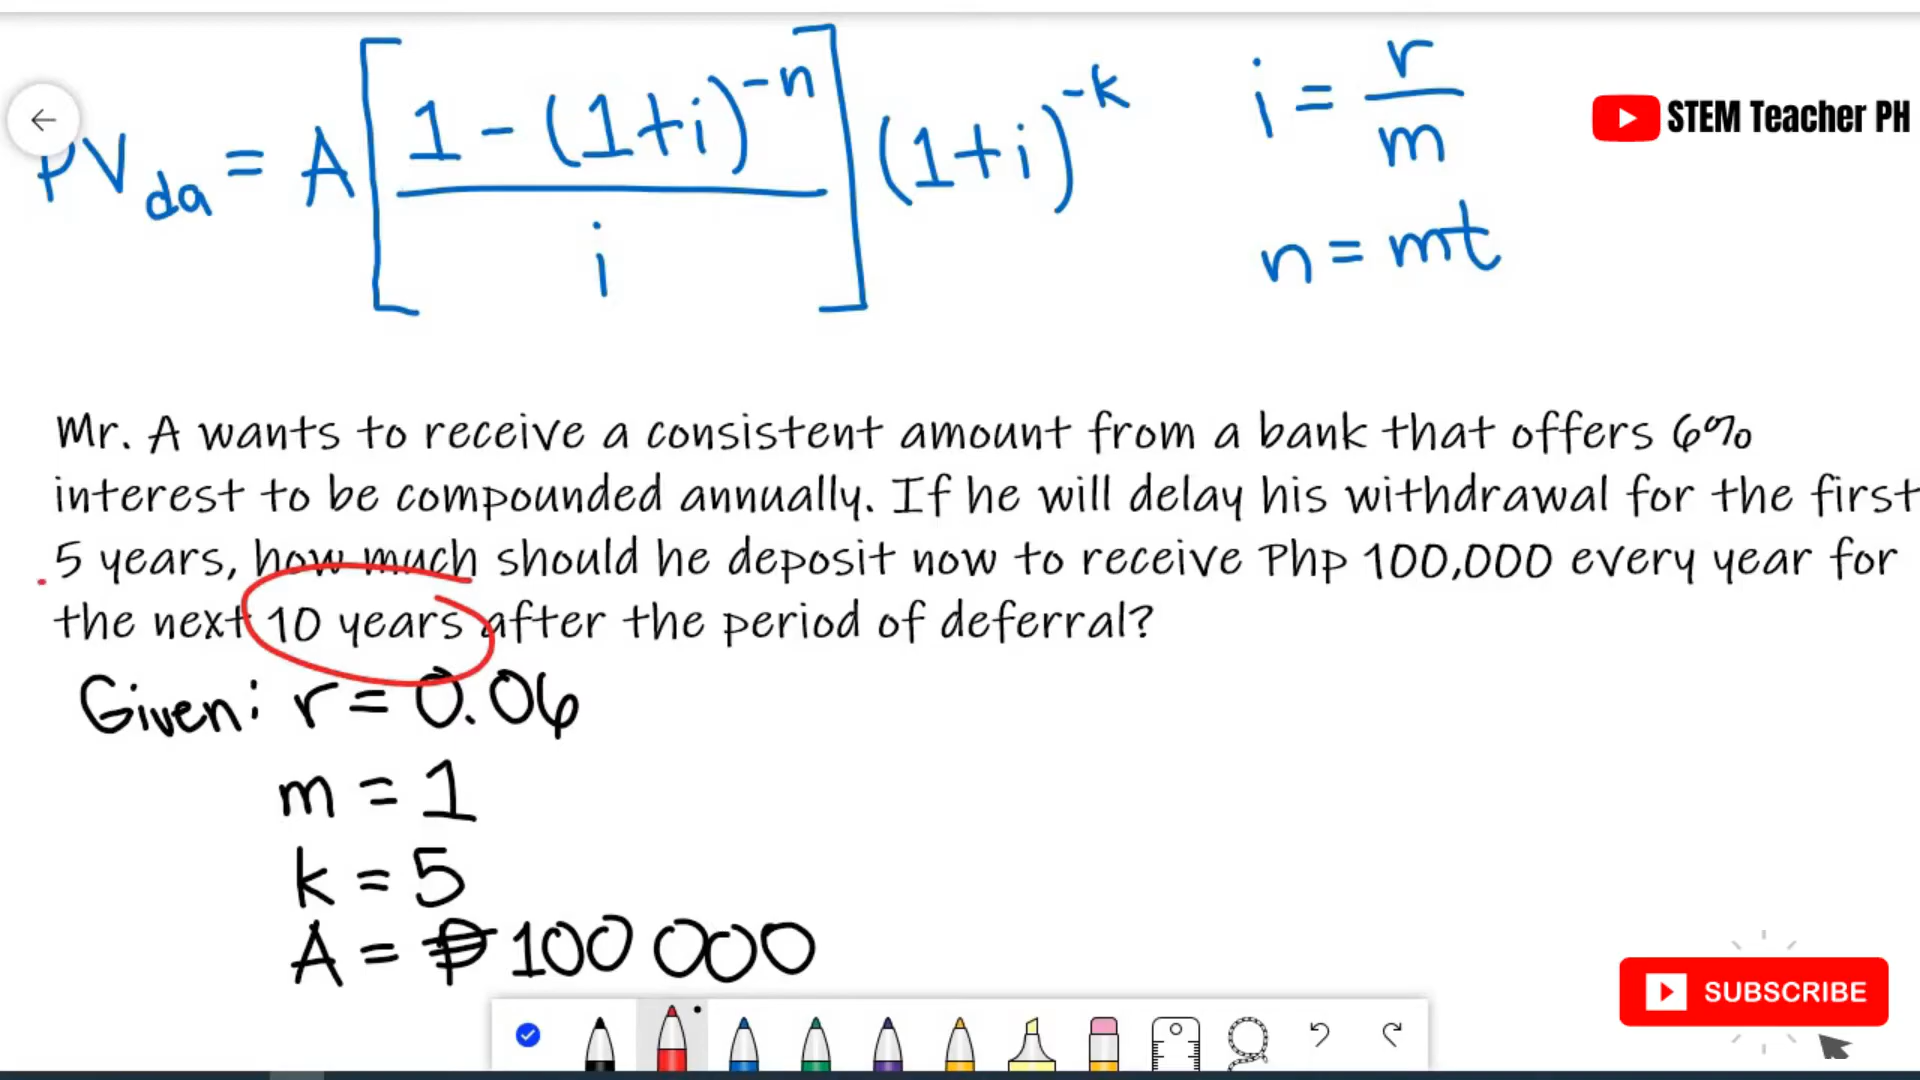 PV_da = A [ (1 - (1+i)^-n) / i ] (1+i)^-k
i = r/m
STEM Teacher PH
n = mt
Mr. A wants to receive a consistent amount from a bank that offers 6%
interest to be compounded annually. If he will delay his withdrawal for the first
5 years, how much should he deposit now to receive Php 100,000 every year for
the next 10 years after the period of deferral?
Given: r = 0.06
m = 1
k = 5
A = ₱100 000
SUBSCRIBE